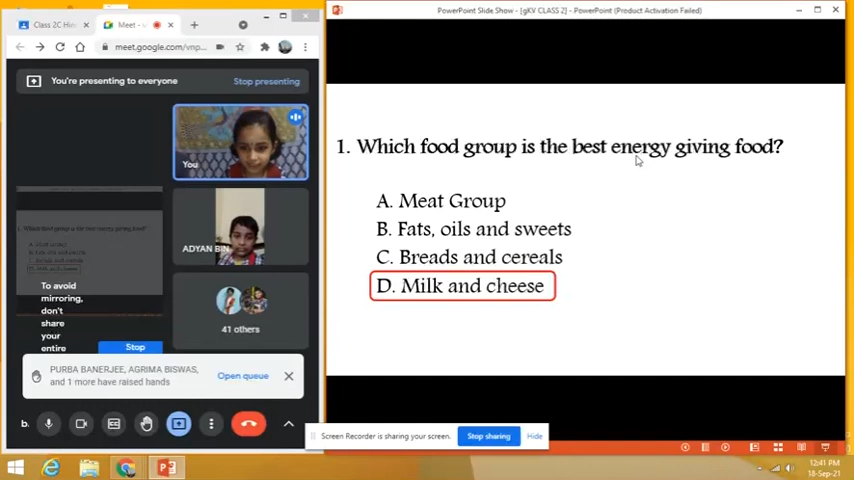 Class 2C Hin
Meet - v
PowerPoint Slide Show - [gKV CLASS 2] - PowerPoint (Product Activation Failed)
meet.google.com/vnp
You're presenting to everyone
Stop presenting
You
ADYAN BIN
41 others
To avoid
mirroring,
don't
share
your
entire
Stop
PURBA BANERJEE, AGRIMA BISWAS,
and 1 more have raised hands
Open queue
b.
1. Which food group is the best energy giving food?
A. Meat Group
B. Fats, oils and sweets
C. Breads and cereals
D. Milk and cheese
Screen Recorder is sharing your screen.
Stop sharing
Hide
12:41 PM
18-Sep-21